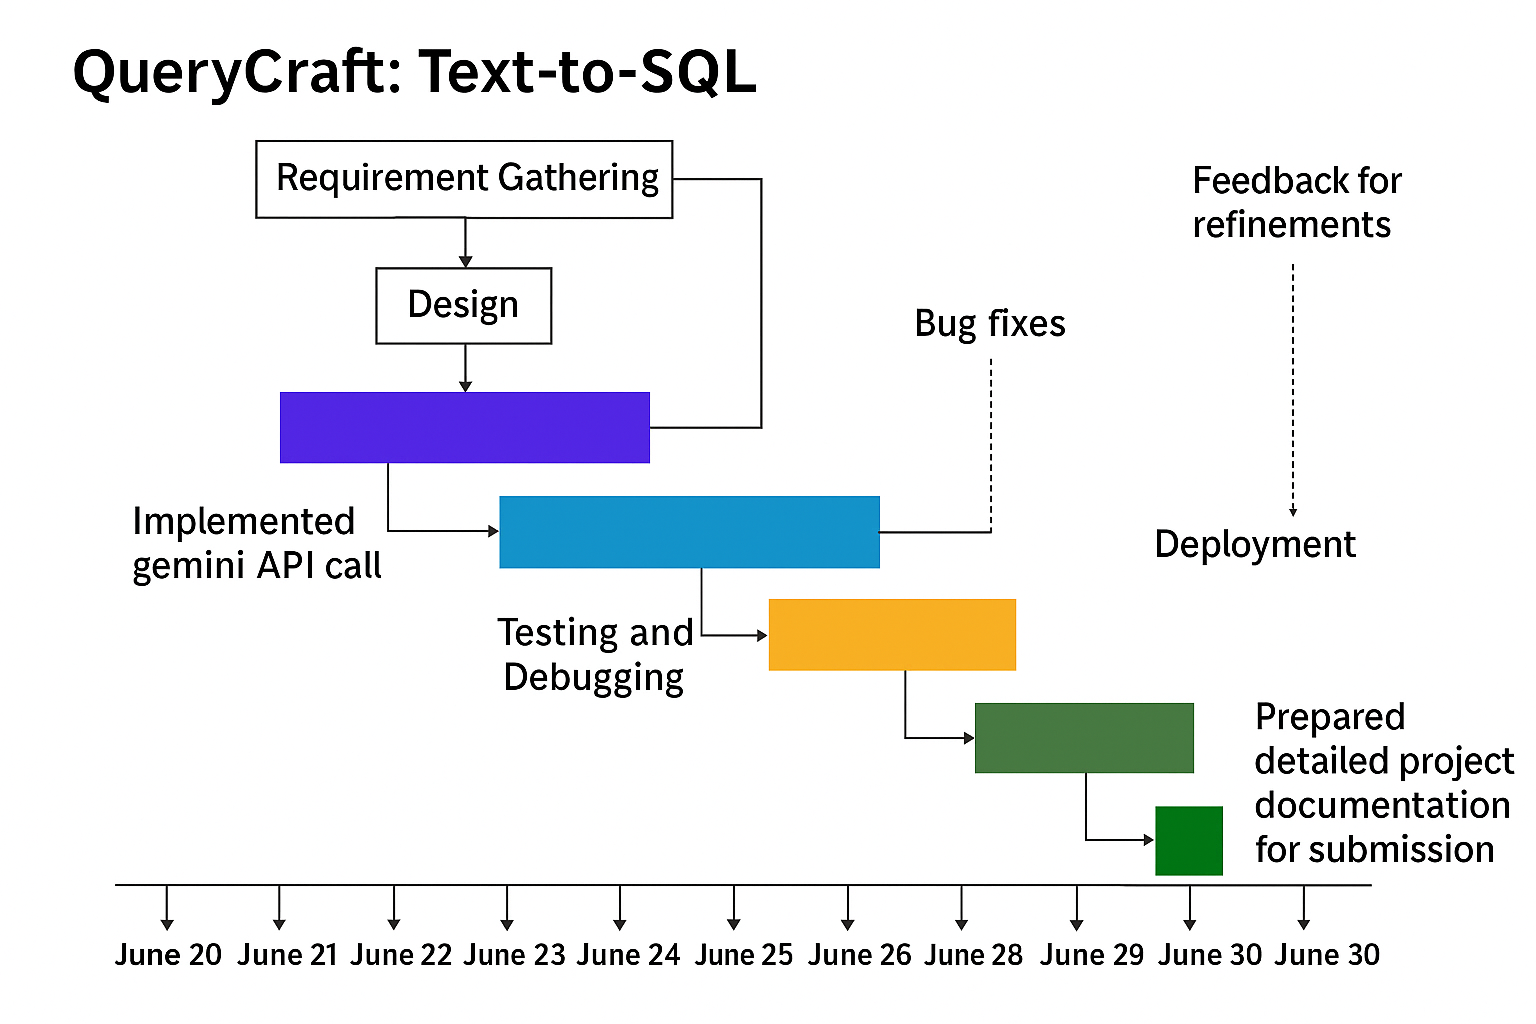 QueryCraft: Text-to-SQL
Requirement Gathering
Feedback for
refinements
Design
Bug fixes
Implemented
gemini API call
Deployment
Testing and
Debugging
Prepared
detailed project
documentation
for submission
June 20 June 21 June 22 June 23 June 24 June 25 June 26 June 28 June 29 June 30 June 30